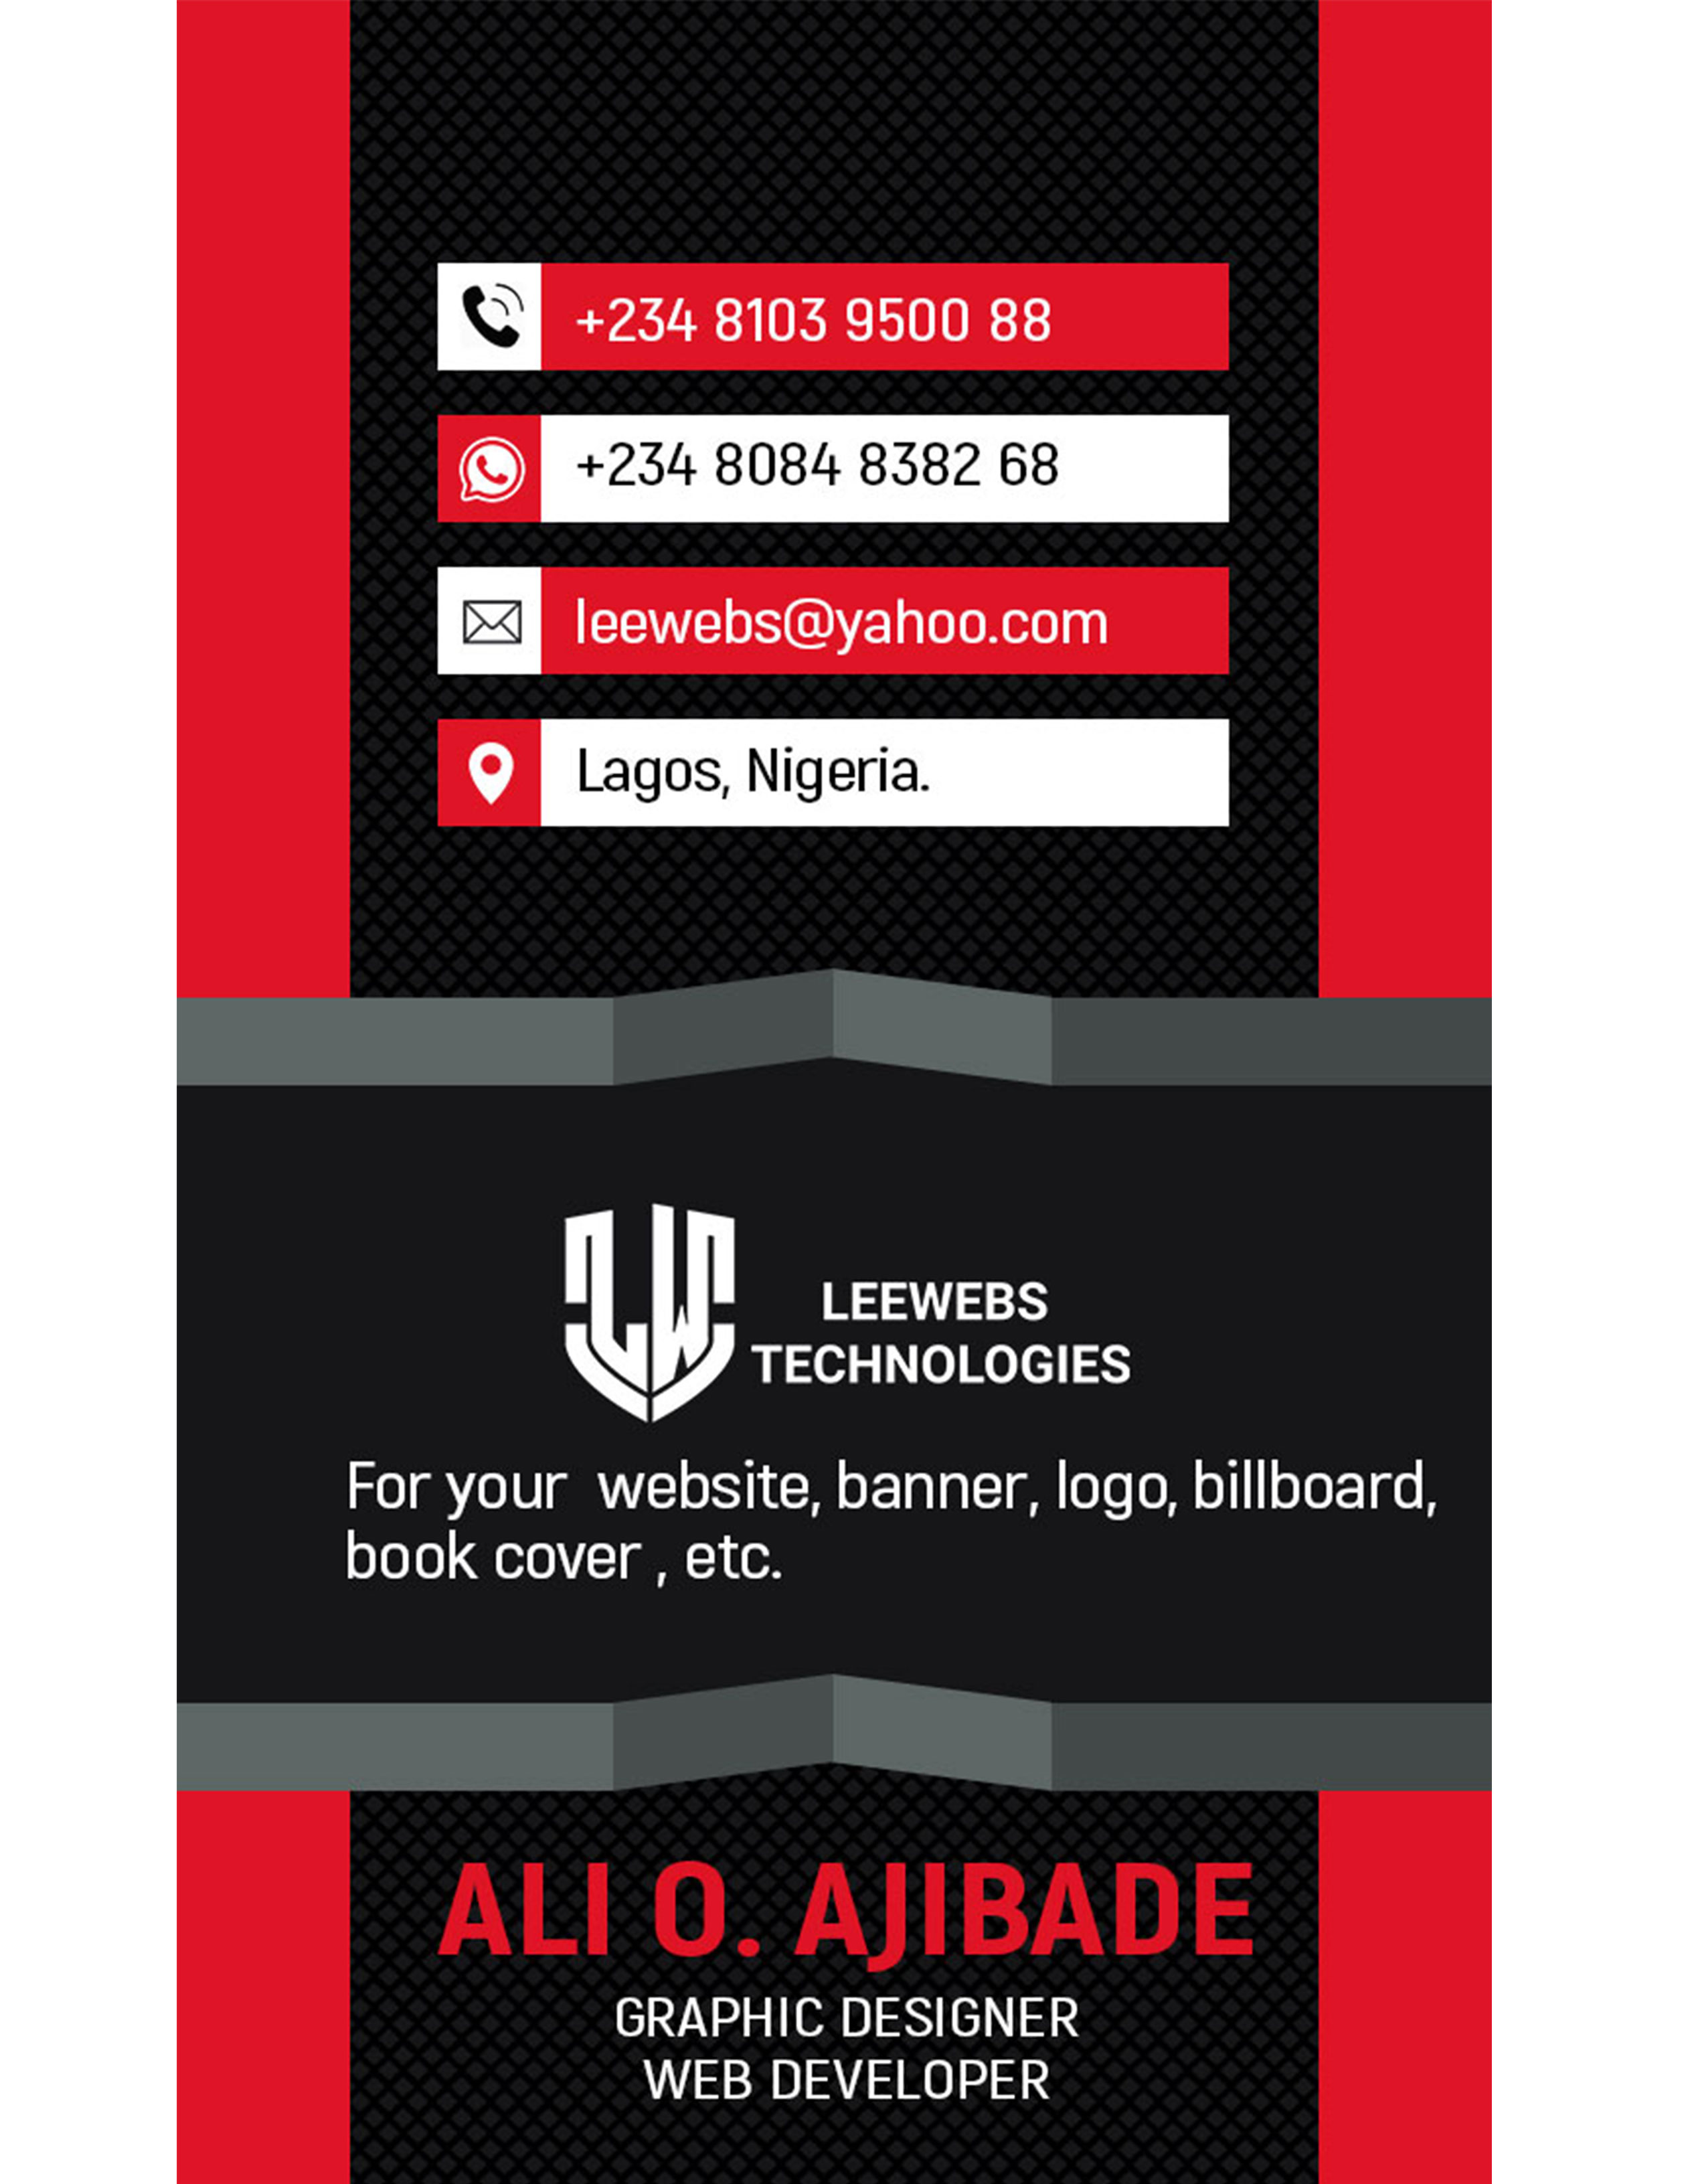 +234 8103 9500 88
+234 8084 8382 68
leewebs@yahoo.com
Lagos, Nigeria.
LW
LEEWEBS
TECHNOLOGIES
For your  website, banner, logo, billboard,
book cover , etc.
ALI O. AJIBADE
GRAPHIC DESIGNER
WEB DEVELOPER